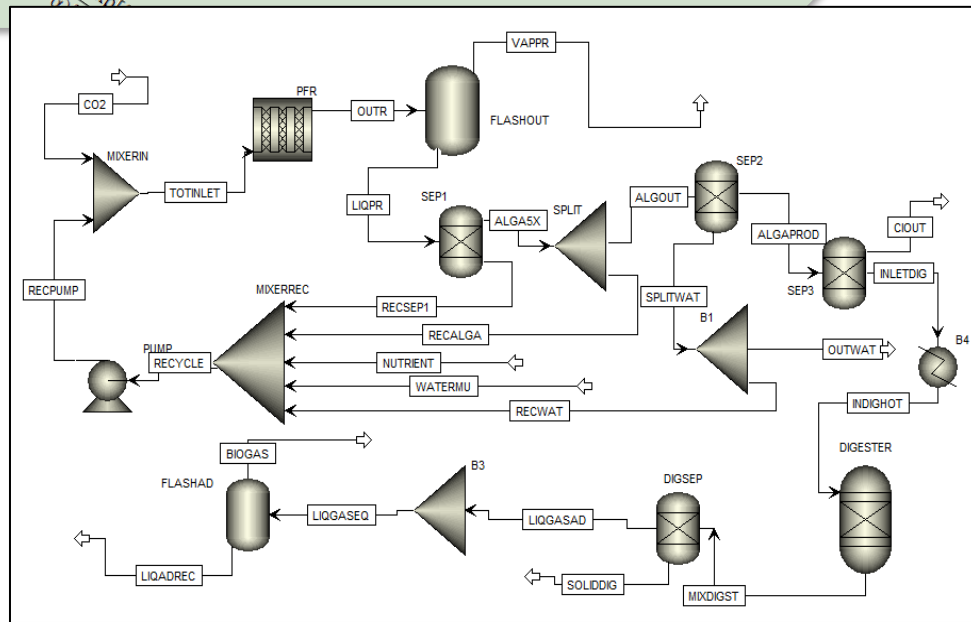 VAPPR
CO2
PFR
OUTR
FLASHOUT
MIXERIN
TOTINLET
SEP2
ALGOUT
LIQPR
SEP1
ALGA5X
SPLIT
CIOUT
ALGAPROD
INLETDIG
SEP3
RECPUMP
MIXERREC
RECSEP1
SPLITWAT
B1
RECALGA
B4
PUMP
RECYCLE
NUTRIENT
OUTWAT
WATERMU
RECWAT
INDIGHOT
BIOGAS
DIGESTER
FLASHAD
B3
DIGSEP
LIQGASEQ
LIQGASAD
LIQADREC
SOLIDDIG
MIXDIGST